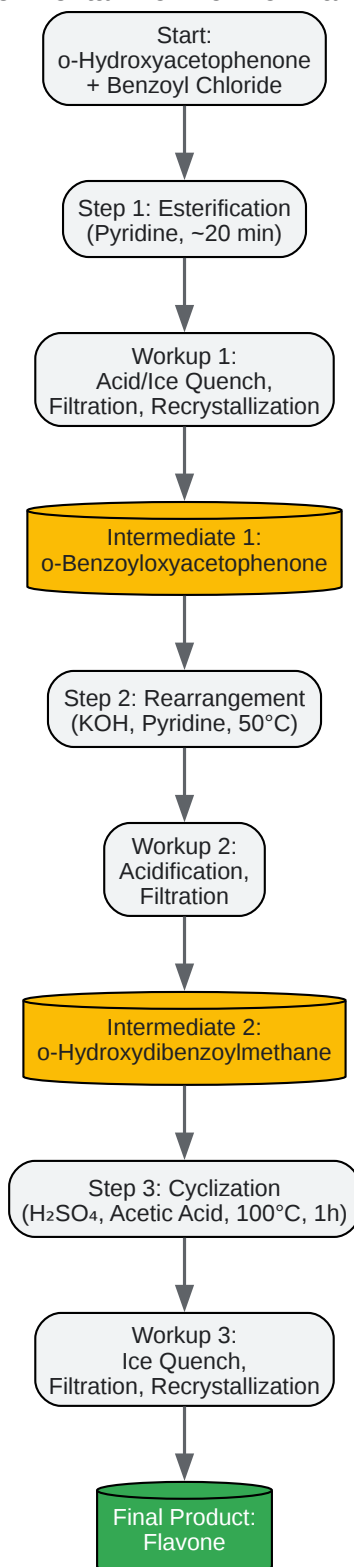 Start:
o-Hydroxyacetophenone
+ Benzoyl Chloride
Step 1: Esterification
(Pyridine, ~20 min)
Workup 1:
Acid/Ice Quench,
Filtration, Recrystallization
Intermediate 1:
o-Benzoyloxyacetophenone
Step 2: Rearrangement
(KOH, Pyridine, 50°C)
Workup 2:
Acidification,
Filtration
Intermediate 2:
o-Hydroxydibenzoylmethane
Step 3: Cyclization
(H₂SO₄, Acetic Acid, 100°C, 1h)
Workup 3:
Ice Quench,
Filtration, Recrystallization
Final Product:
Flavone